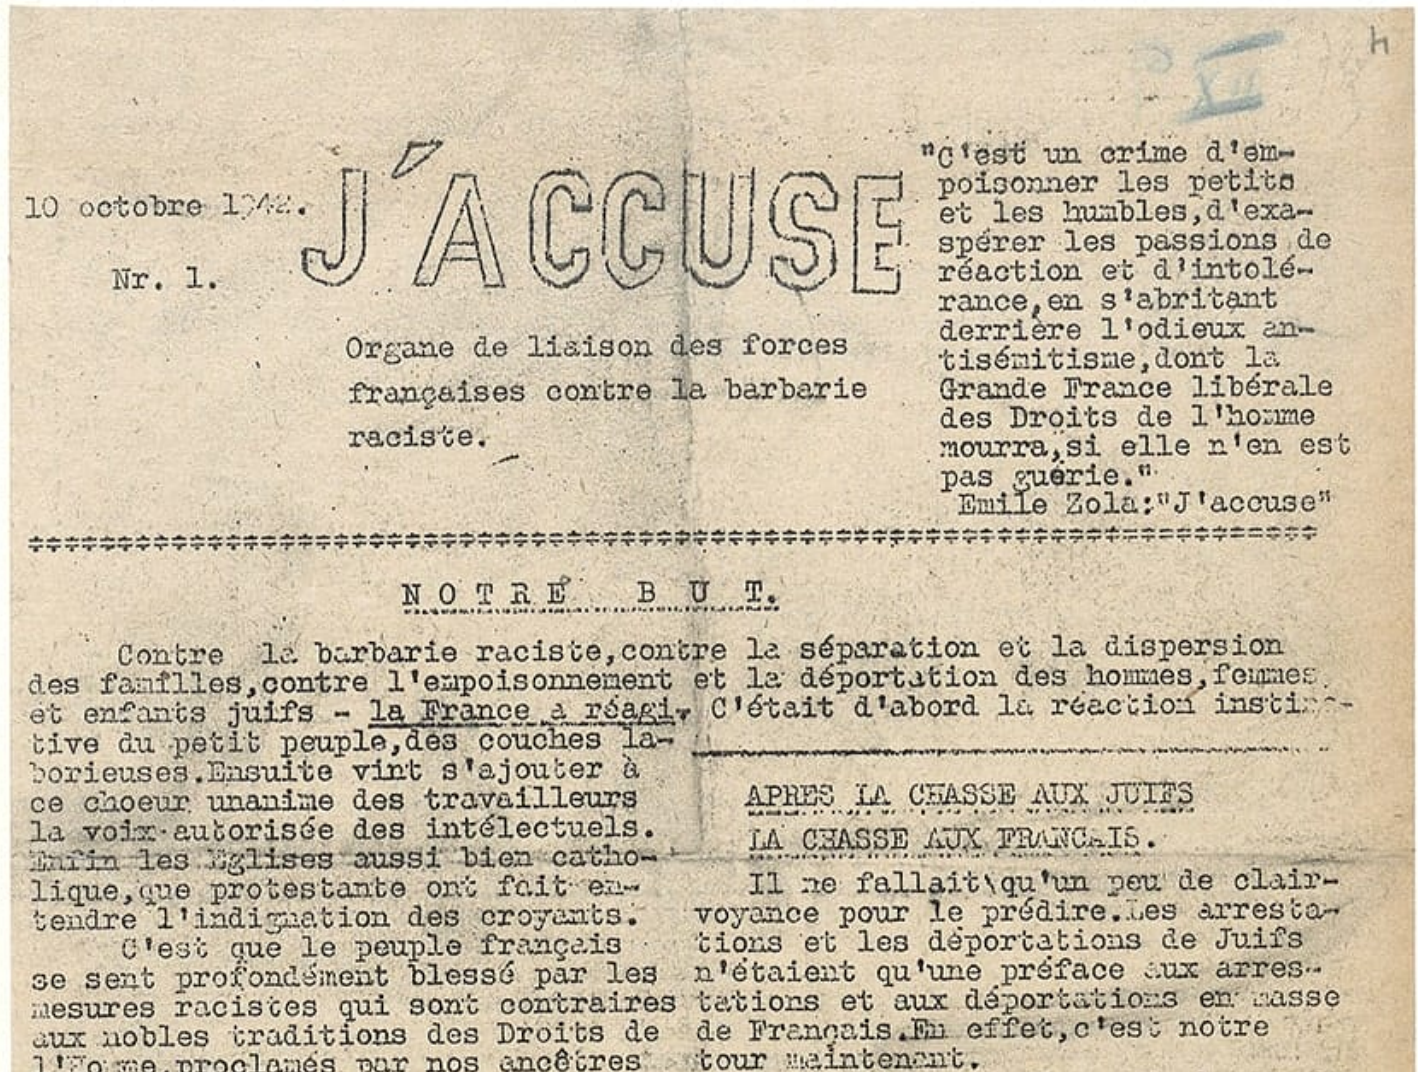 4
10 octobre 1942.
Nr. 1.
J'ACCUSE
Organe de liaison des forces
françaises contre la barbarie
raciste.
"C'est un crime d'em-
poisonner les petits
et les humbles,d'exa-
spérer les passions de
réaction et d'intolé-
rance,en s'abritant
derrière l'odieux an-
tisémitisme,dont la
Grande France libérale
des Droits de l'homme
mourra,si elle n'en est
pas guérie."
Emile Zola:"J'accuse"
NOTRE BUT.
Contre la barbarie raciste,contre la séparation et la dispersion
des familles,contre l'empoisonnement et la déportation des hommes,femmes
et enfants juifs - la France a réagi. C'était d'abord la réaction instinc-
tive du petit peuple,des couches la-
borieuses.Ensuite vint s'ajouter à
ce choeur unanime des travailleurs
la voix autorisée des intélectuels.
Enfin les Eglises aussi bien catho-
lique,que protestante ont fait en-
tendre l'indignation des croyants.
C'est que le peuple français
se sent profondément blessé par les
mesures racistes qui sont contraires
aux nobles traditions des Droits de
l'Homme,proclamés par nos ancêtres
APRES LA CHASSE AUX JUIFS
LA CHASSE AUX FRANCAIS.
Il ne fallait qu'un peu de clair-
voyance pour le prédire.Les arresta-
tions et les déportations de Juifs
n'étaient qu'une préface aux arres-
tations et aux déportations en masse
de Français.En effet,c'est notre
tour maintenant.